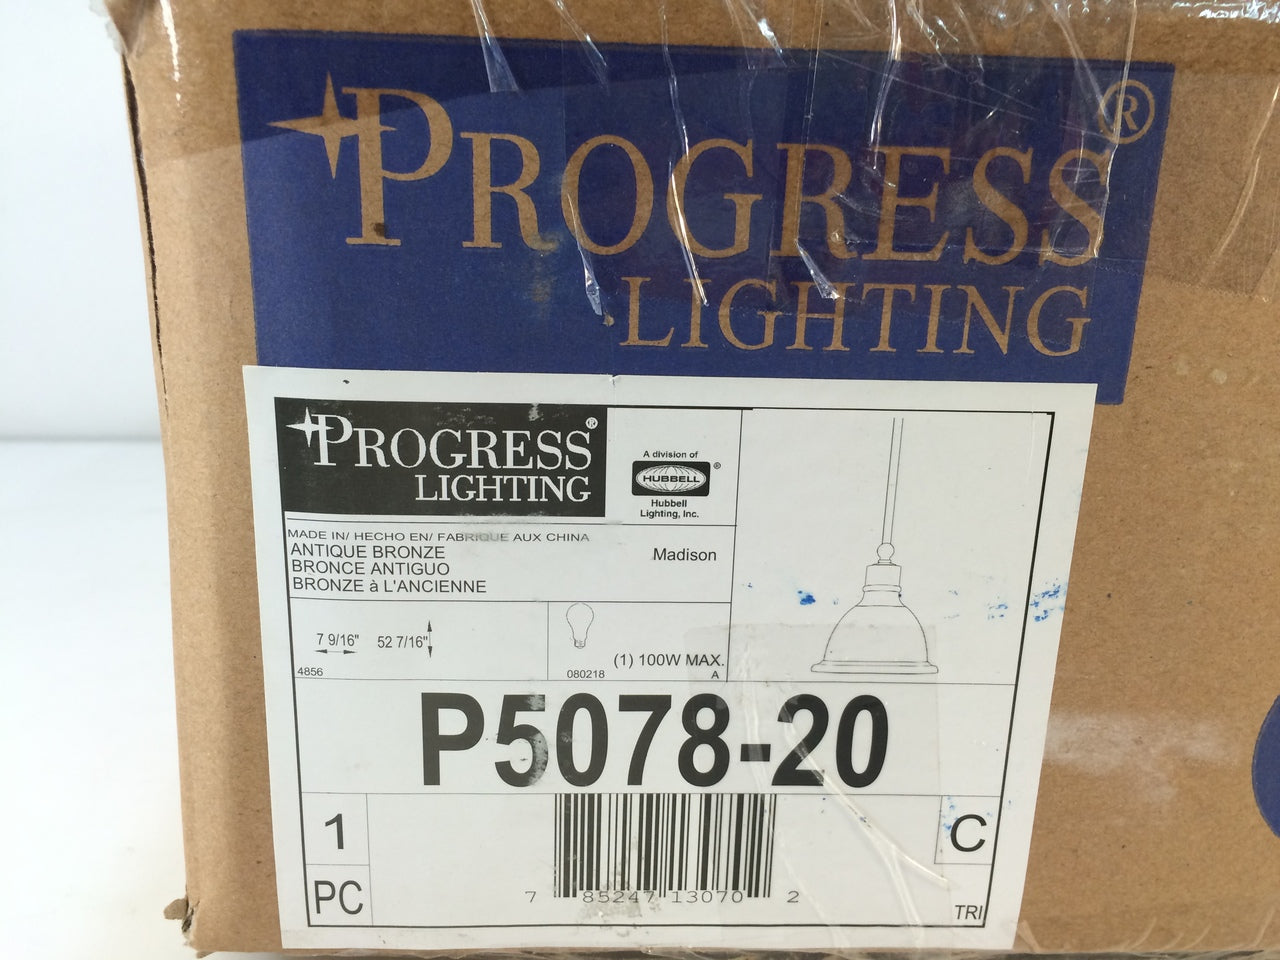 PROGRESS®
LIGHTING
PROGRESS®
LIGHTING
A division of
HUBBELL®
Hubbell
Lighting, Inc.
MADE IN/ HECHO EN/ FABRIQUE AUX CHINA
ANTIQUE BRONZE
Madison
BRONCE ANTIGUO
BRONZE à L'ANCIENNE
7 9/16" 52 7/16"
(1) 100W MAX.
4856
080218
A
P5078-20
1
PC
C
7 85247 13070 2
TRI